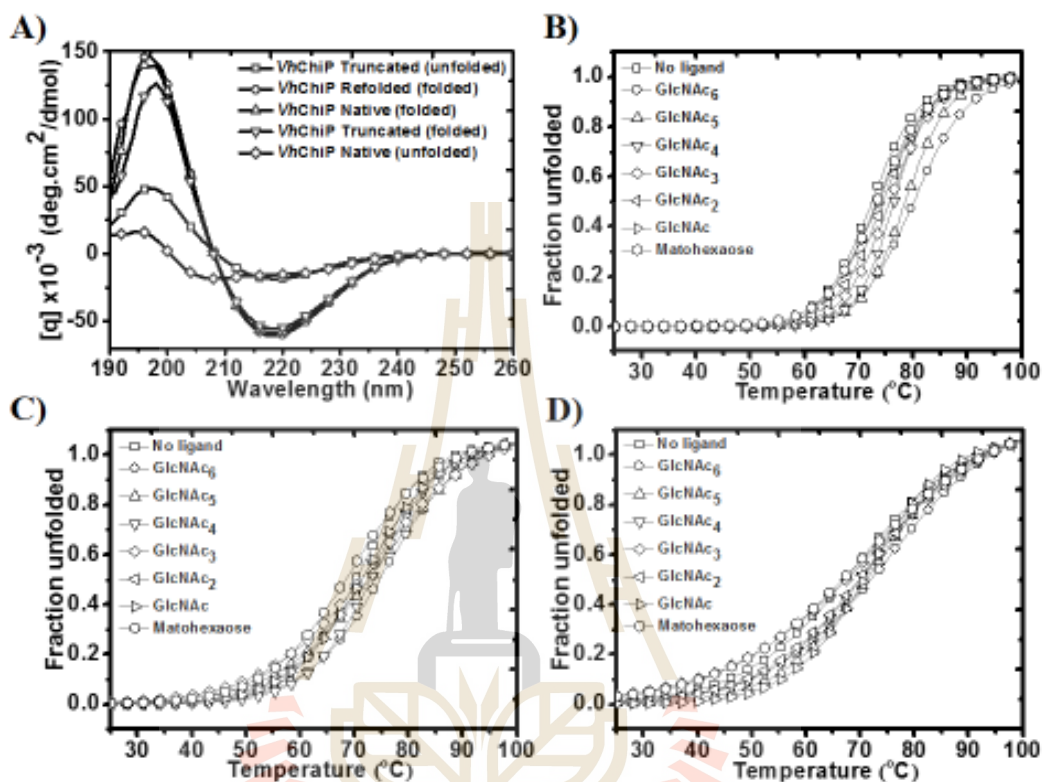 A)
[q] x10⁻³ (deg.cm²/dmol)
150
100
50
0
-50
VhChiP Truncated (unfolded)
VhChiP Refolded (folded)
VhChiP Native (folded)
VhChiP Truncated (folded)
VhChiP Native (unfolded)
190 200 210 220 230 240 250 260
Wavelength (nm)
B)
Fraction unfolded
1.0
0.8
0.6
0.4
0.2
0.0
No ligand
GlcNAc₆
GlcNAc₅
GlcNAc₄
GlcNAc₃
GlcNAc₂
GlcNAc
Matohexaose
30 40 50 60 70 80 90 100
Temperature (°C)
C)
Fraction unfolded
1.0
0.8
0.6
0.4
0.2
0.0
No ligand
GlcNAc₆
GlcNAc₅
GlcNAc₄
GlcNAc₃
GlcNAc₂
GlcNAc
Matohexaose
30 40 50 60 70 80 90 100
Temperature (°C)
D)
Fraction unfolded
1.0
0.8
0.6
0.4
0.2
0.0
No ligand
GlcNAc₆
GlcNAc₅
GlcNAc₄
GlcNAc₃
GlcNAc₂
GlcNAc
Matohexaose
30 40 50 60 70 80 90 100
Temperature (°C)